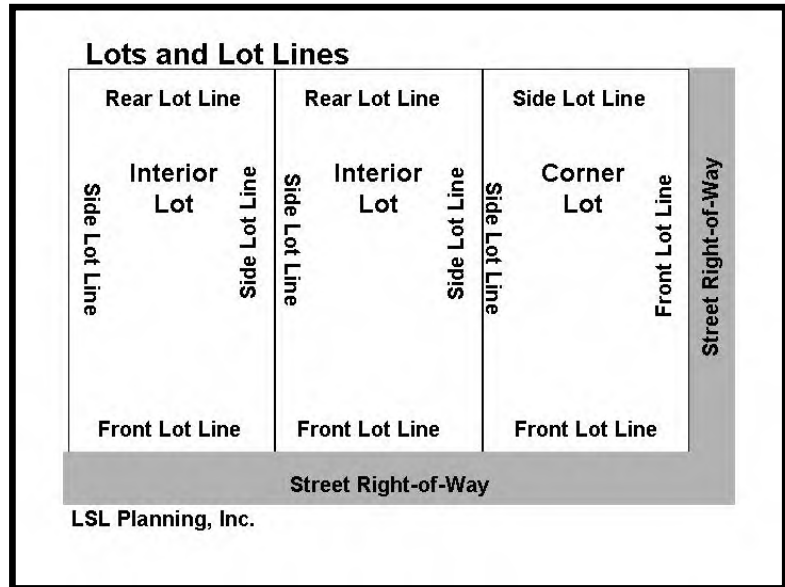 Lots and Lot Lines
Rear Lot Line
Rear Lot Line
Side Lot Line
Interior
Lot
Interior
Lot
Corner
Lot
Side Lot Line
Side Lot Line
Side Lot Line
Side Lot Line
Side Lot Line
Front Lot Line
Street Right-of-Way
Front Lot Line
Front Lot Line
Front Lot Line
Street Right-of-Way
LSL Planning, Inc.